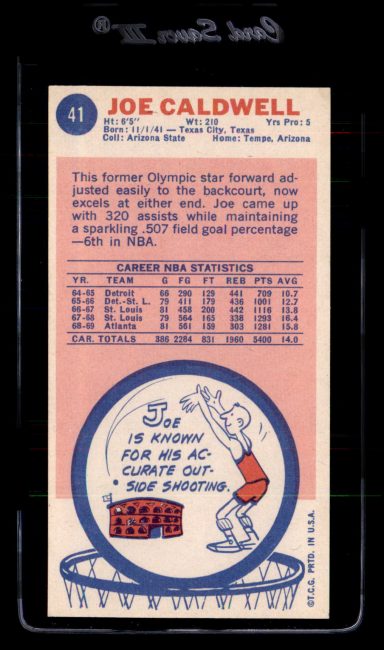 Card Saver III®
41
JOE CALDWELL
Ht: 6'5" Wt: 210 Yrs Pro: 5
Born: 11/1/41 — Texas City, Texas
Coll: Arizona State Home: Tempe, Arizona
This former Olympic star forward ad-
justed easily to the backcourt, now
excels at either end. Joe came up
with 320 assists while maintaining
a sparkling .507 field goal percentage
—6th in NBA.
CAREER NBA STATISTICS
YR. TEAM G FG FT REB PTS AVG
64-65 Detroit 66 290 129 441 709 10.7
65-66 Det.-St. L. 79 411 179 436 1001 12.7
66-67 St. Louis 81 458 200 442 1116 13.8
67-68 St. Louis 79 564 165 338 1293 16.4
68-69 Atlanta 81 561 159 303 1281 15.8
CAR. TOTALS 386 2284 831 1960 5400 14.0
JOE
IS KNOWN
FOR HIS AC-
CURATE OUT-
SIDE SHOOTING.
©T.C.G. PRTD. IN U.S.A.